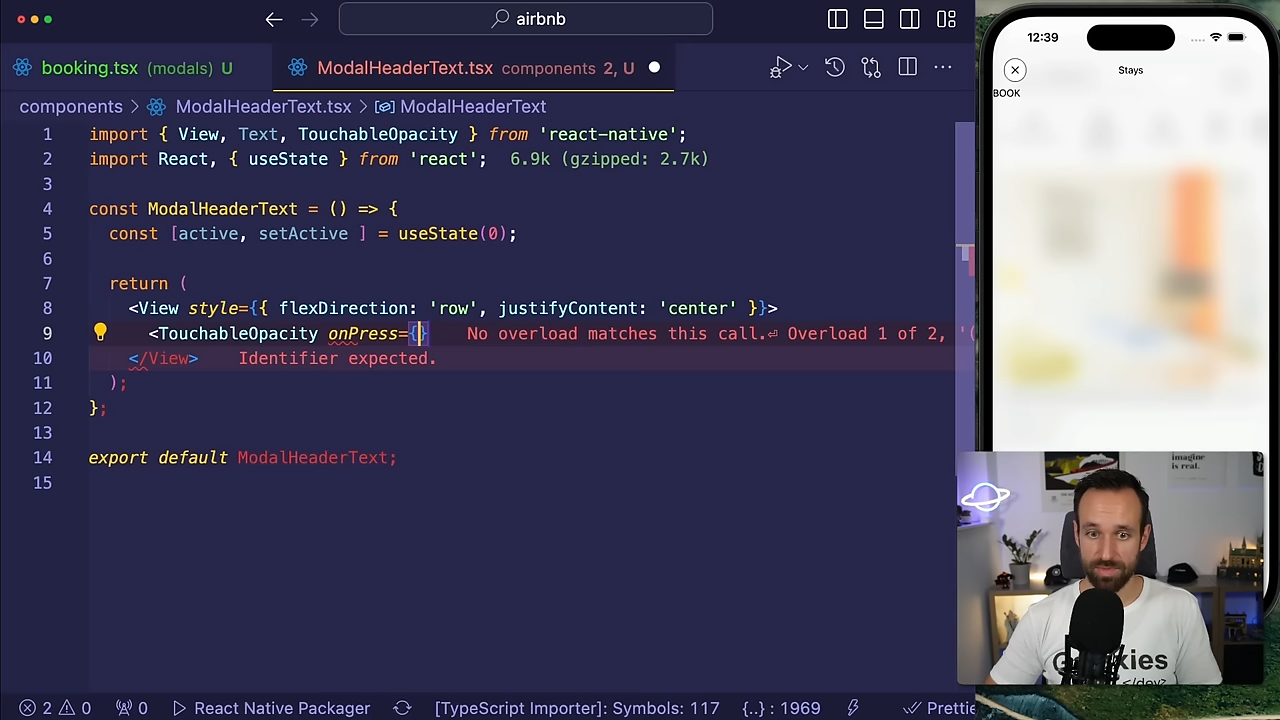 airbnb
booking.tsx (modals) U
ModalHeaderText.tsx components 2, U
components > ModalHeaderText.tsx > ModalHeaderText
1 import { View, Text, TouchableOpacity } from 'react-native';
2 import React, { useState } from 'react'; 6.9k (gzipped: 2.7k)
3
4 const ModalHeaderText = () => {
5 const [active, setActive ] = useState(0);
6
7 return (
8 <View style={{ flexDirection: 'row', justifyContent: 'center' }}>
9 <TouchableOpacity onPress={} No overload matches this call.⏎ Overload 1 of 2, '(
10 </View> Identifier expected.
11 );
12 };
13
14 export default ModalHeaderText;
15
2 0 0 React Native Packager [TypeScript Importer]: Symbols: 117 {..} : 1969 Prettie
12:39
Stays
BOOK
imagine
is real.